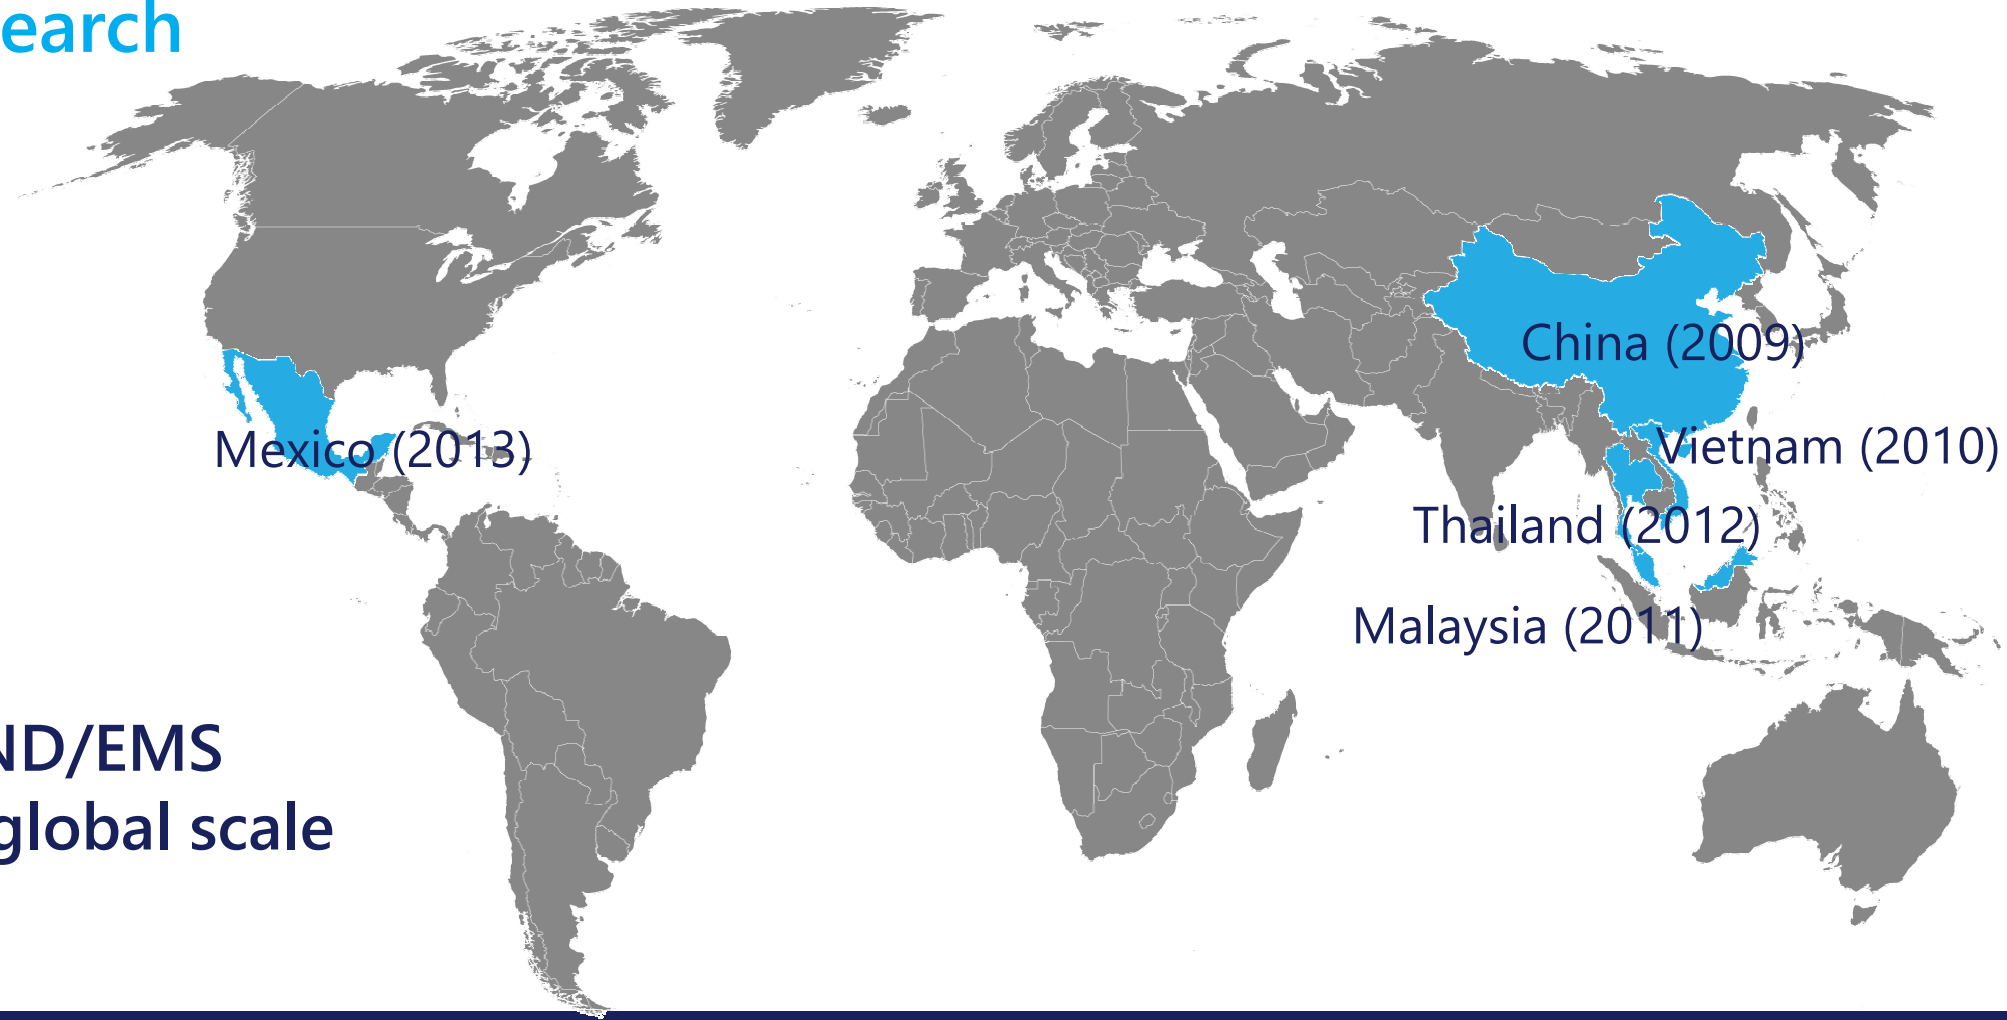 earch
China (2009)
Mexico (2013)
Vietnam (2010)
Thailand (2012)
Malaysia (2011)
ND/EMS
global scale